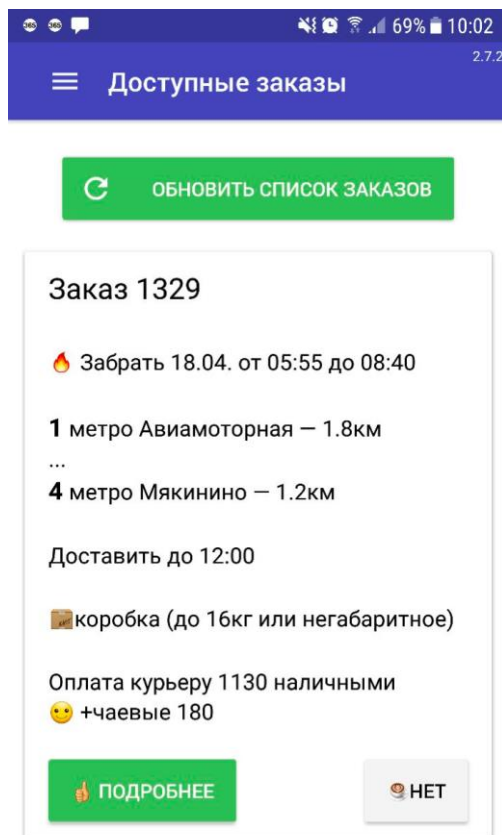 69% 10:02
2.7.2
Доступные заказы
ОБНОВИТЬ СПИСОК ЗАКАЗОВ
Заказ 1329
🔥 Забрать 18.04. от 05:55 до 08:40
1 метро Авиамоторная — 1.8км
...
4 метро Мякинино — 1.2км
Доставить до 12:00
📦коробка (до 16кг или негабаритное)
Оплата курьеру 1130 наличными
🙂 +чаевые 180
👍 ПОДРОБНЕЕ
☕НЕТ